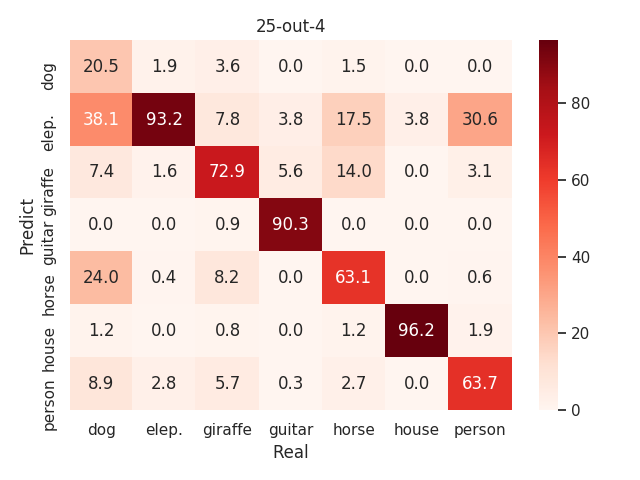 25-out-4
dog 20.5 1.9 3.6 0.0 1.5 0.0 0.0
elep. 38.1 93.2 7.8 3.8 17.5 3.8 30.6
giraffe 7.4 1.6 72.9 5.6 14.0 0.0 3.1
guitar 0.0 0.0 0.9 90.3 0.0 0.0 0.0
horse 24.0 0.4 8.2 0.0 63.1 0.0 0.6
house 1.2 0.0 0.8 0.0 1.2 96.2 1.9
person 8.9 2.8 5.7 0.3 2.7 0.0 63.7
dog elep. giraffe guitar horse house person
Real
Predict
80
60
40
20
0